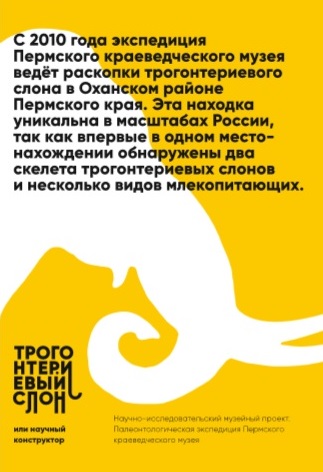 С 2010 года экспедиция
Пермского краеведческого музея
ведёт раскопки трогонтериевого
слона в Оханском районе
Пермского края. Эта находка
уникальна в масштабах России,
так как впервые в одном место-
нахождении обнаружены два
скелета трогонтериевых слонов
и несколько видов млекопитающих.
ТРОГО
НТЕРИ
ЕВЫЙ
СЛОН
или научный
конструктор
Научно-исследовательский музейный проект.
Палеонтологическая экспедиция Пермского
краеведческого музея